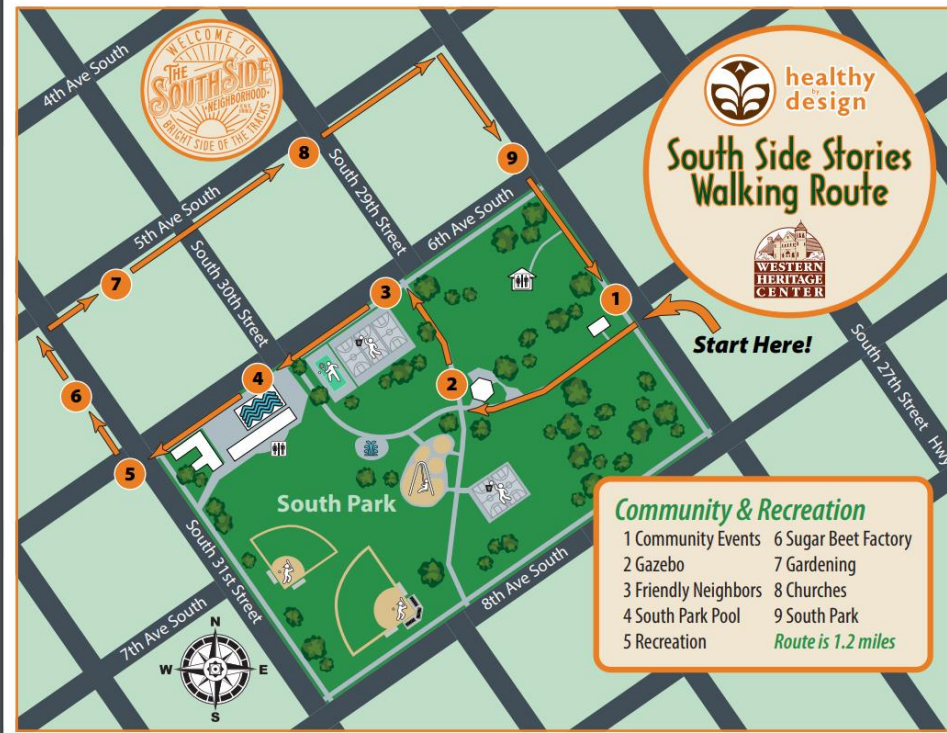 WELCOME TO
THE
SOUTHSIDE
NEIGHBORHOOD
BRIGHT SIDE OF THE TRACKS
healthy
by
design
South Side Stories
Walking Route
WESTERN
HERITAGE
CENTER
4th Ave South
5th Ave South
6th Ave South
7th Ave South
8th Ave South
South 29th Street
South 30th Street
South 31st Street
South 27th Street Hwy
8
9
7
3
1
Start Here!
2
4
6
5
South Park
N
W
E
S
Community & Recreation
1 Community Events
2 Gazebo
3 Friendly Neighbors
4 South Park Pool
5 Recreation
6 Sugar Beet Factory
7 Gardening
8 Churches
9 South Park
Route is 1.2 miles